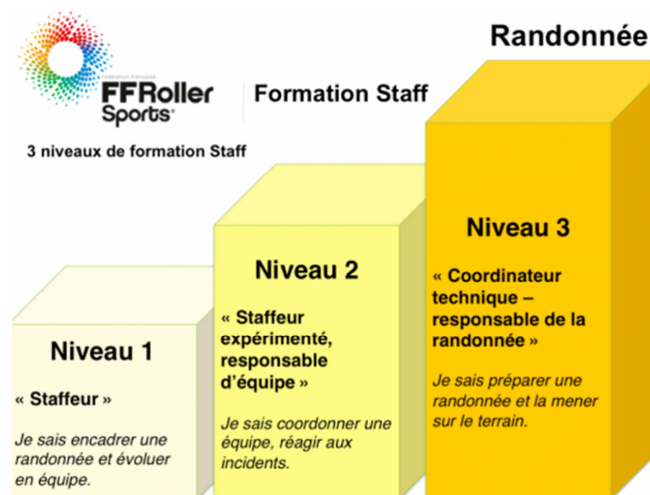 Randonnée
Fédération Française
FFRoller
Sports
Formation Staff
3 niveaux de formation Staff
Niveau 1
« Staffeur »
Je sais encadrer une
randonnée et évoluer
en équipe.
Niveau 2
« Staffeur
expérimenté,
responsable
d’équipe »
Je sais coordonner une
équipe, réagir aux
incidents.
Niveau 3
« Coordinateur
technique –
responsable de la
randonnée »
Je sais préparer une
randonnée et la mener
sur le terrain.